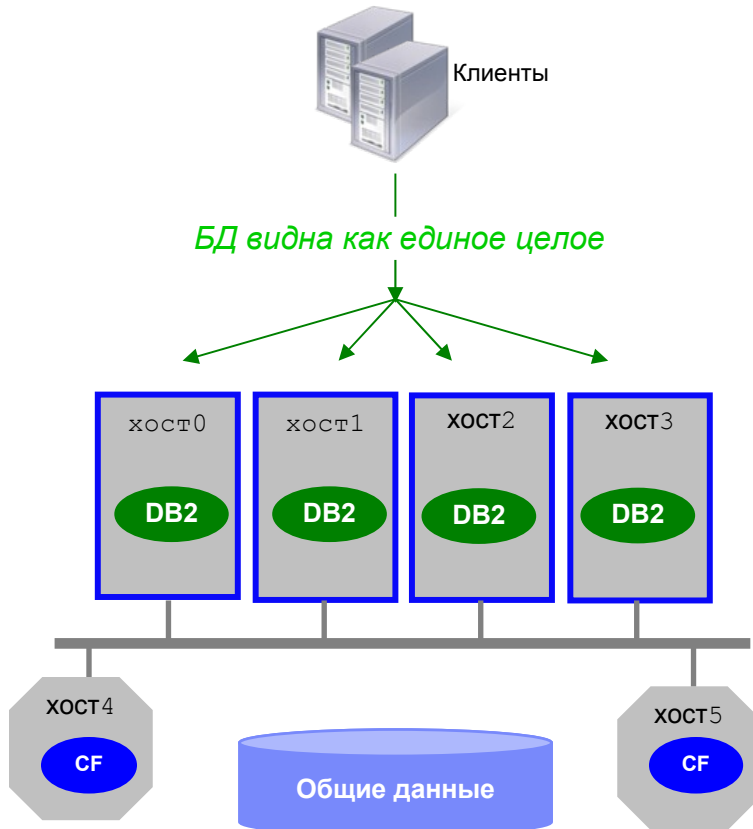 Клиенты
БД видна как единое целое
хост0
хост1
хост2
хост3
DB2
DB2
DB2
DB2
хост4
хост5
CF
CF
Общие данные